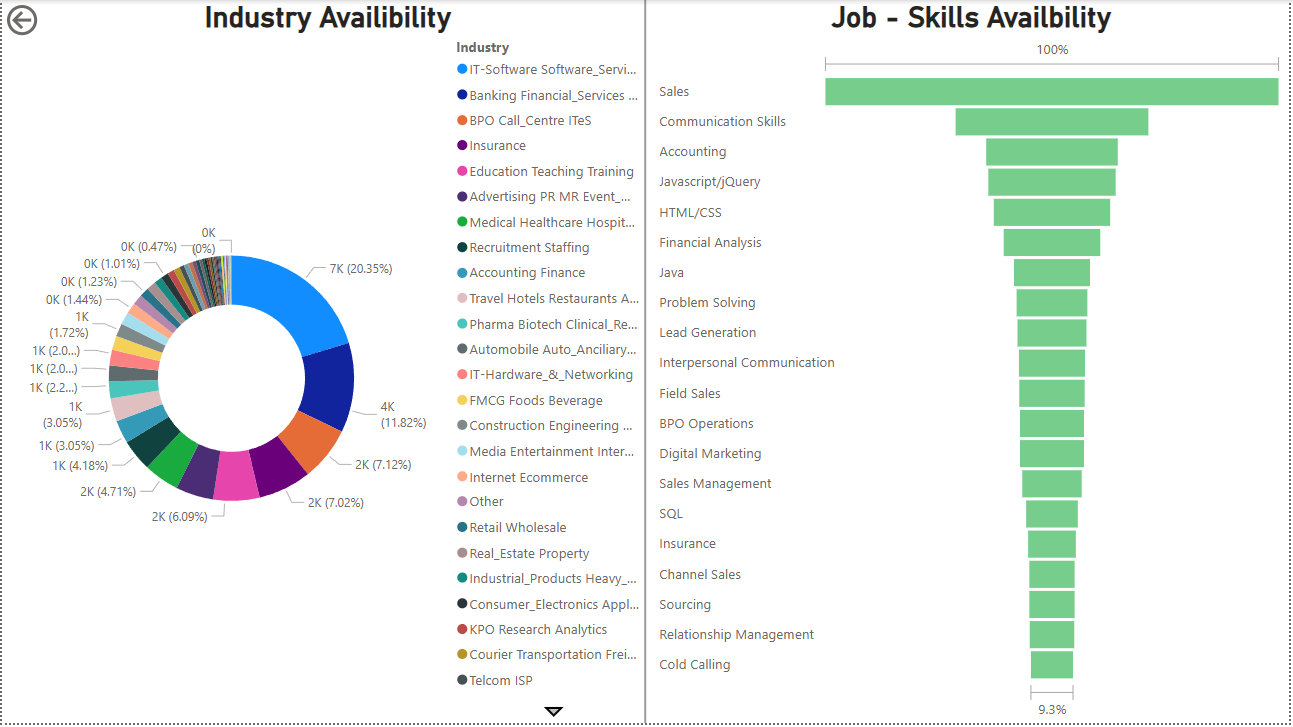 Industry Availibility
Industry
IT-Software Software_Servi...
Banking Financial_Services ...
BPO Call_Centre ITeS
Insurance
Education Teaching Training
Advertising PR MR Event_...
Medical Healthcare Hospit...
Recruitment Staffing
Accounting Finance
Travel Hotels Restaurants A...
Pharma Biotech Clinical_Re...
Automobile Auto_Anciliary...
IT-Hardware_&_Networking
FMCG Foods Beverage
Construction Engineering ...
Media Entertainment Inter...
Internet Ecommerce
Other
Retail Wholesale
Real_Estate Property
Industrial_Products Heavy_...
Consumer_Electronics Appl...
KPO Research Analytics
Courier Transportation Frei...
Telcom ISP
0K
(0%)
0K (0.47%)
0K (1.01%)
0K (1.23%)
0K (1.44%)
1K
(1.72%)
1K (2.0...)
1K (2.0...)
1K (2.2...)
1K
(3.05%)
1K (3.05%)
1K (4.18%)
2K (4.71%)
2K (6.09%)
2K (7.02%)
2K (7.12%)
4K
(11.82%)
7K (20.35%)
Job - Skills Availbility
100%
Sales
Communication Skills
Accounting
Javascript/jQuery
HTML/CSS
Financial Analysis
Java
Problem Solving
Lead Generation
Interpersonal Communication
Field Sales
BPO Operations
Digital Marketing
Sales Management
SQL
Insurance
Channel Sales
Sourcing
Relationship Management
Cold Calling
9.3%